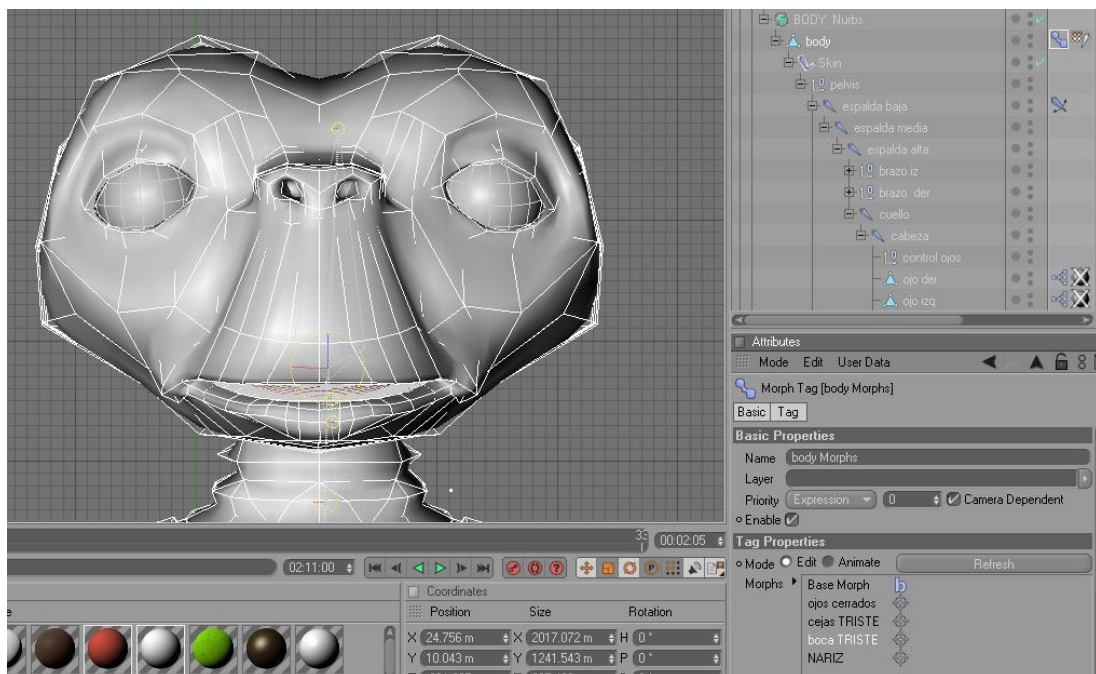 BODY Nurbs
body
Skin
pelvis
espalda baja
espalda media
espalda alta
brazo iz
brazo der
cuello
cabeza
control ojos
ojo der
ojo izq
Attributes
Mode Edit User Data
Morph Tag [body Morphs]
Basic Tag
Basic Properties
Name body Morphs
Layer
Priority Expression 0 Camera Dependent
Enable
Tag Properties
Mode Edit Animate Refresh
Morphs Base Morph
ojos cerrados
cejas TRISTE
boca TRISTE
NARIZ
33 00:02:05
02:11:00
Coordinates
Position Size Rotation
X 24.756 m X 2017.072 m H 0 °
Y 10.043 m Y 1241.543 m P 0 °